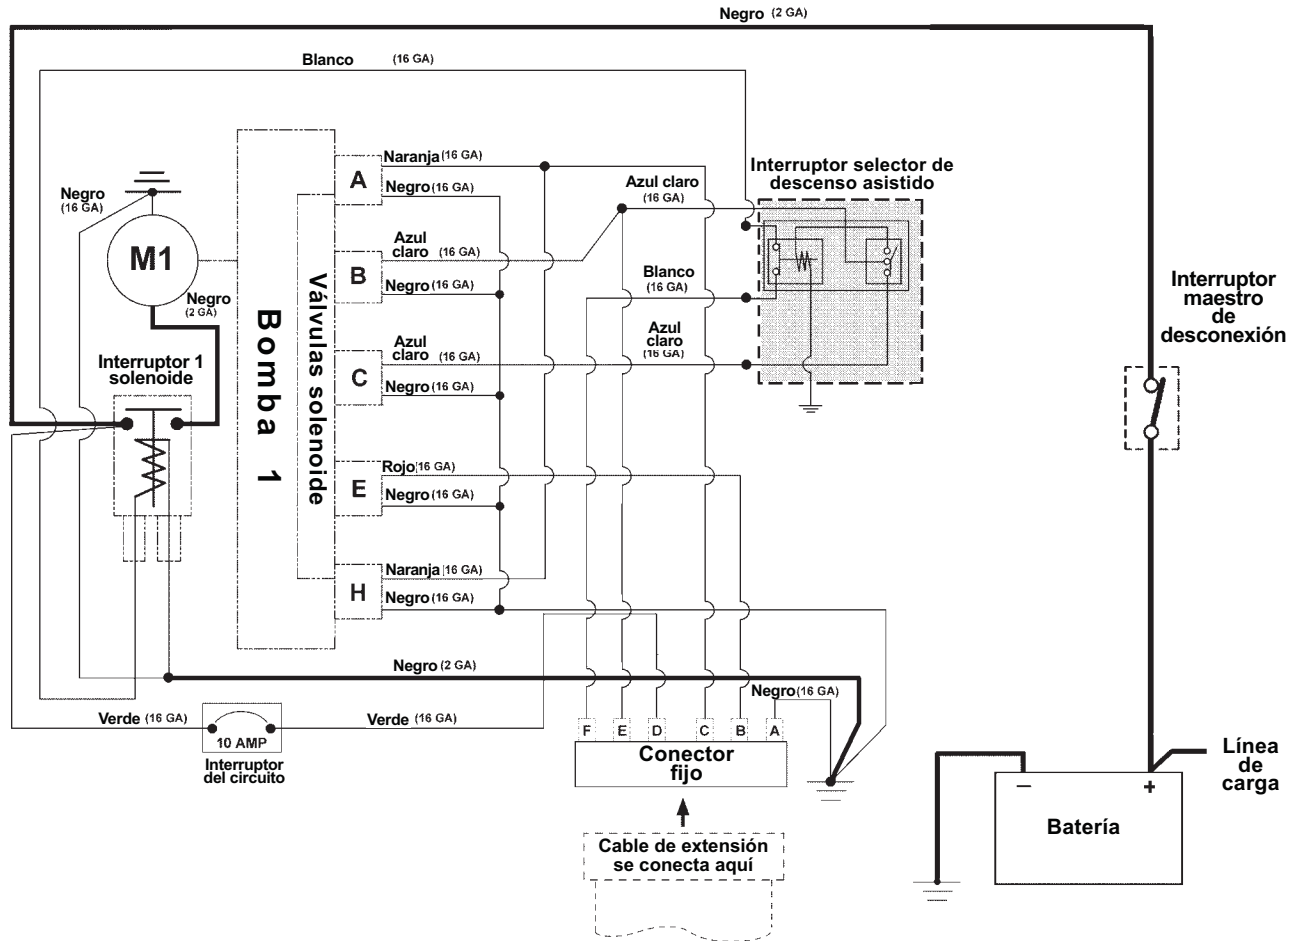 Negro (2 GA)
Blanco (16 GA)
Naranja (16 GA)
Negro (16 GA)
A
Azul claro
(16 GA)
Interruptor selector de
descenso asistido
Negro
(16 GA)
M1
Azul
claro (16 GA)
B
Negro (16 GA)
Blanco
(16 GA)
Negro
(2 GA)
Interruptor
maestro
de
desconexión
Bomba 1
Válvulas solenoide
Azul
claro (16 GA)
C
Negro (16 GA)
Azul
claro
(16 GA)
Interruptor 1
solenoide
Rojo (16 GA)
E
Negro (16 GA)
Naranja (16 GA)
H
Negro (16 GA)
Negro (2 GA)
Negro (16 GA)
Verde (16 GA)
Verde (16 GA)
10 AMP
Interruptor
del circuito
F E D C B A
Conector
fijo
Línea
de
carga
− +
Batería
Cable de extensión
se conecta aquí